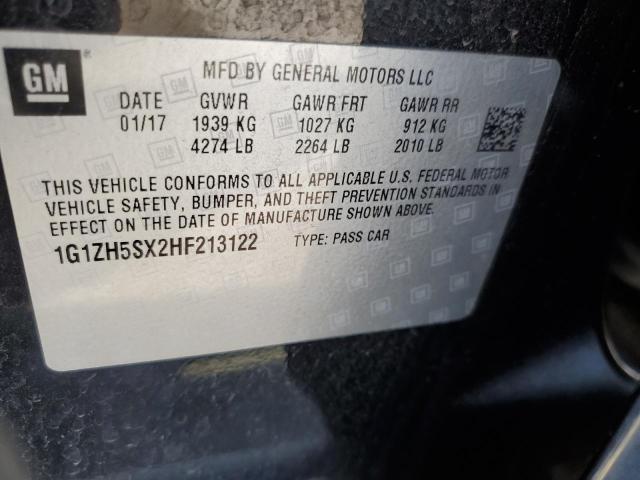 GM
MFD BY GENERAL MOTORS LLC
DATE GVWR GAWR FRT GAWR RR
01/17 1939 KG 1027 KG 912 KG
4274 LB 2264 LB 2010 LB
THIS VEHICLE CONFORMS TO ALL APPLICABLE U.S. FEDERAL MOTOR
VEHICLE SAFETY, BUMPER, AND THEFT PREVENTION STANDARDS IN
EFFECT ON THE DATE OF MANUFACTURE SHOWN ABOVE.
1G1ZH5SX2HF213122 TYPE: PASS CAR